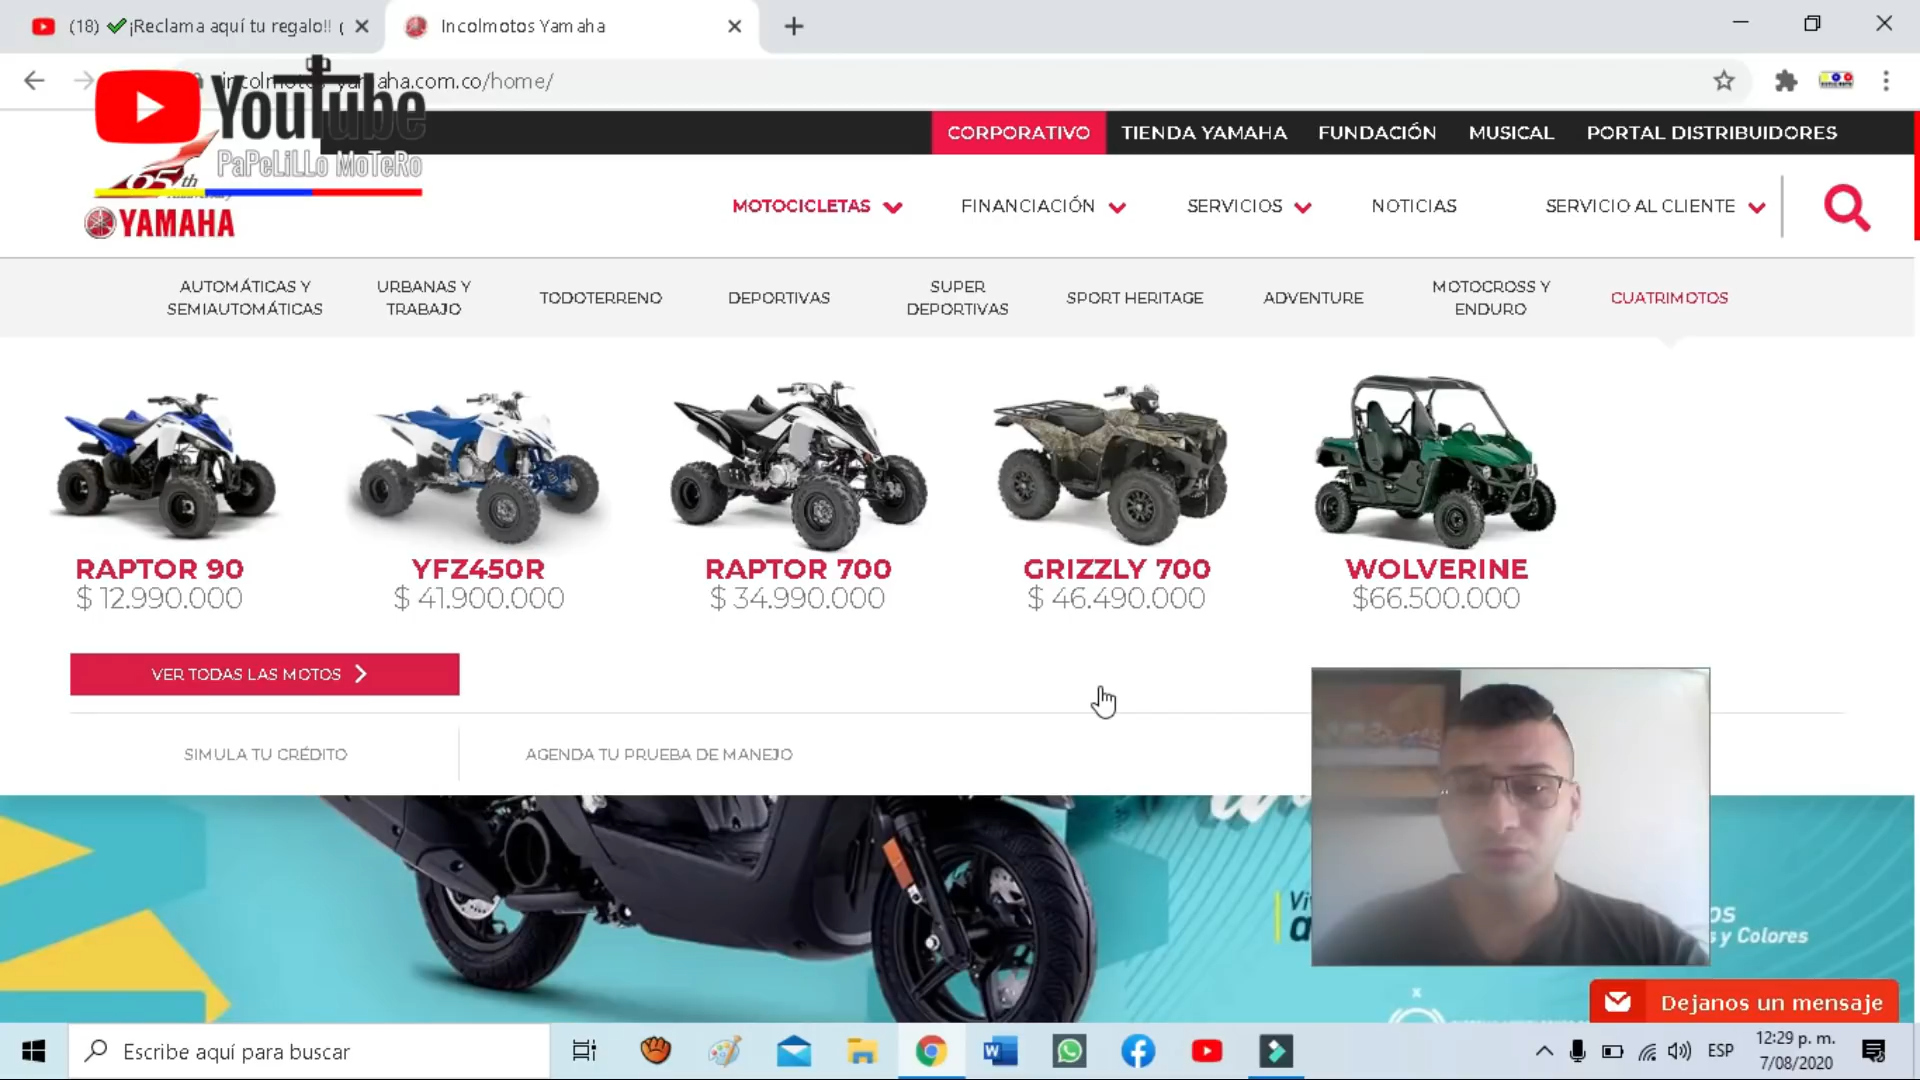 (18) ✔¡Reclama aquí tu regalo!! (
Incolmotos Yamaha
incolmotos-yamaha.com.co/home/
YouTube
PaPeLiLLo MoTeRo
CORPORATIVO TIENDA YAMAHA FUNDACIÓN MUSICAL PORTAL DISTRIBUIDORES
65th
YAMAHA
MOTOCICLETAS FINANCIACIÓN SERVICIOS NOTICIAS SERVICIO AL CLIENTE
AUTOMÁTICAS Y
SEMIAUTOMÁTICAS
URBANAS Y
TRABAJO
TODOTERRENO
DEPORTIVAS
SUPER
DEPORTIVAS
SPORT HERITAGE
ADVENTURE
MOTOCROSS Y
ENDURO
CUATRIMOTOS
RAPTOR 90
$ 12.990.000
YFZ450R
$ 41.900.000
RAPTOR 700
$ 34.990.000
GRIZZLY 700
$ 46.490.000
WOLVERINE
$66.500.000
VER TODAS LAS MOTOS
SIMULA TU CRÉDITO
AGENDA TU PRUEBA DE MANEJO
y Colores
Dejanos un mensaje
Escribe aquí para buscar
ESP
12:29 p. m.
7/08/2020